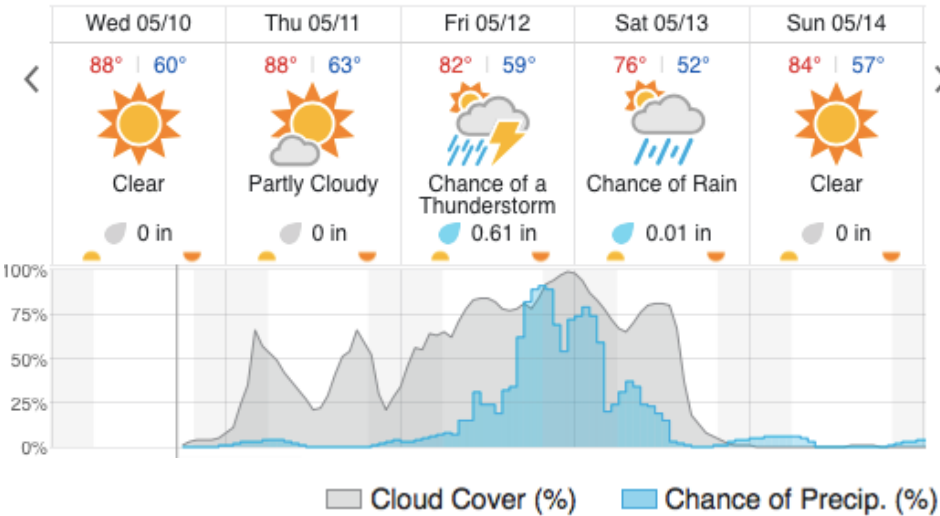 Wed 05/10 Thu 05/11 Fri 05/12 Sat 05/13 Sun 05/14
88° | 60° 88° | 63° 82° | 59° 76° | 52° 84° | 57°
Clear Partly Cloudy Chance of a Thunderstorm Chance of Rain Clear
0 in 0 in 0.61 in 0.01 in 0 in
100%
75%
50%
25%
0%
Cloud Cover (%) Chance of Precip. (%)